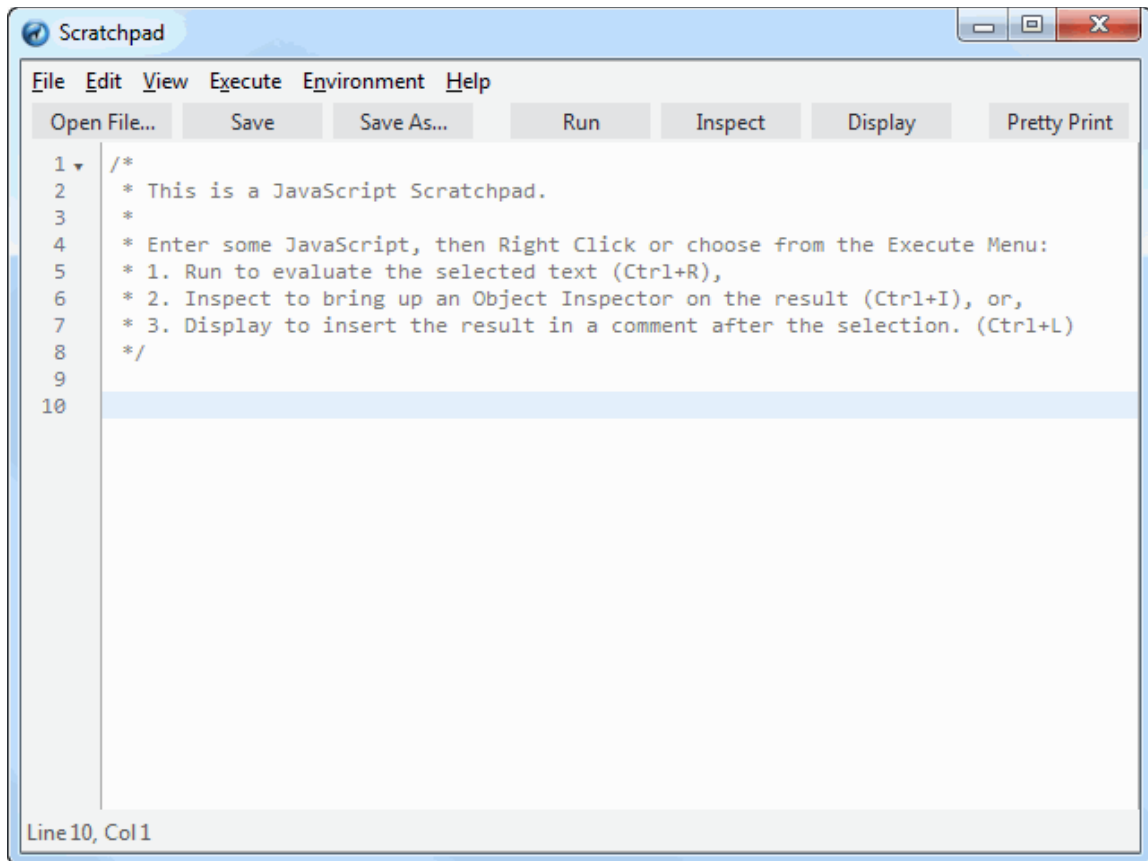 Scratchpad
File Edit View Execute Environment Help
Open File... Save Save As... Run Inspect Display Pretty Print
1 /*
2 * This is a JavaScript Scratchpad.
3 *
4 * Enter some JavaScript, then Right Click or choose from the Execute Menu:
5 * 1. Run to evaluate the selected text (Ctrl+R),
6 * 2. Inspect to bring up an Object Inspector on the result (Ctrl+I), or,
7 * 3. Display to insert the result in a comment after the selection. (Ctrl+L)
8 */
9
10
Line 10, Col 1